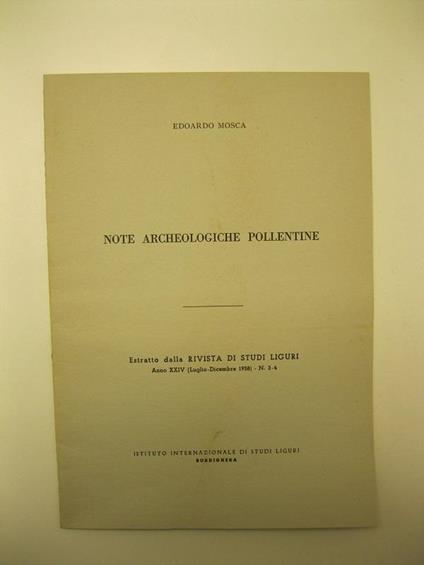 EDOARDO MOSCA
NOTE ARCHEOLOGICHE POLLENTINE
Estratto dalla RIVISTA DI STUDI LIGURI
Anno XXIV (Luglio-Dicembre 1958) - N. 3-4
ISTITUTO INTERNAZIONALE DI STUDI LIGURI
BORDIGHERA